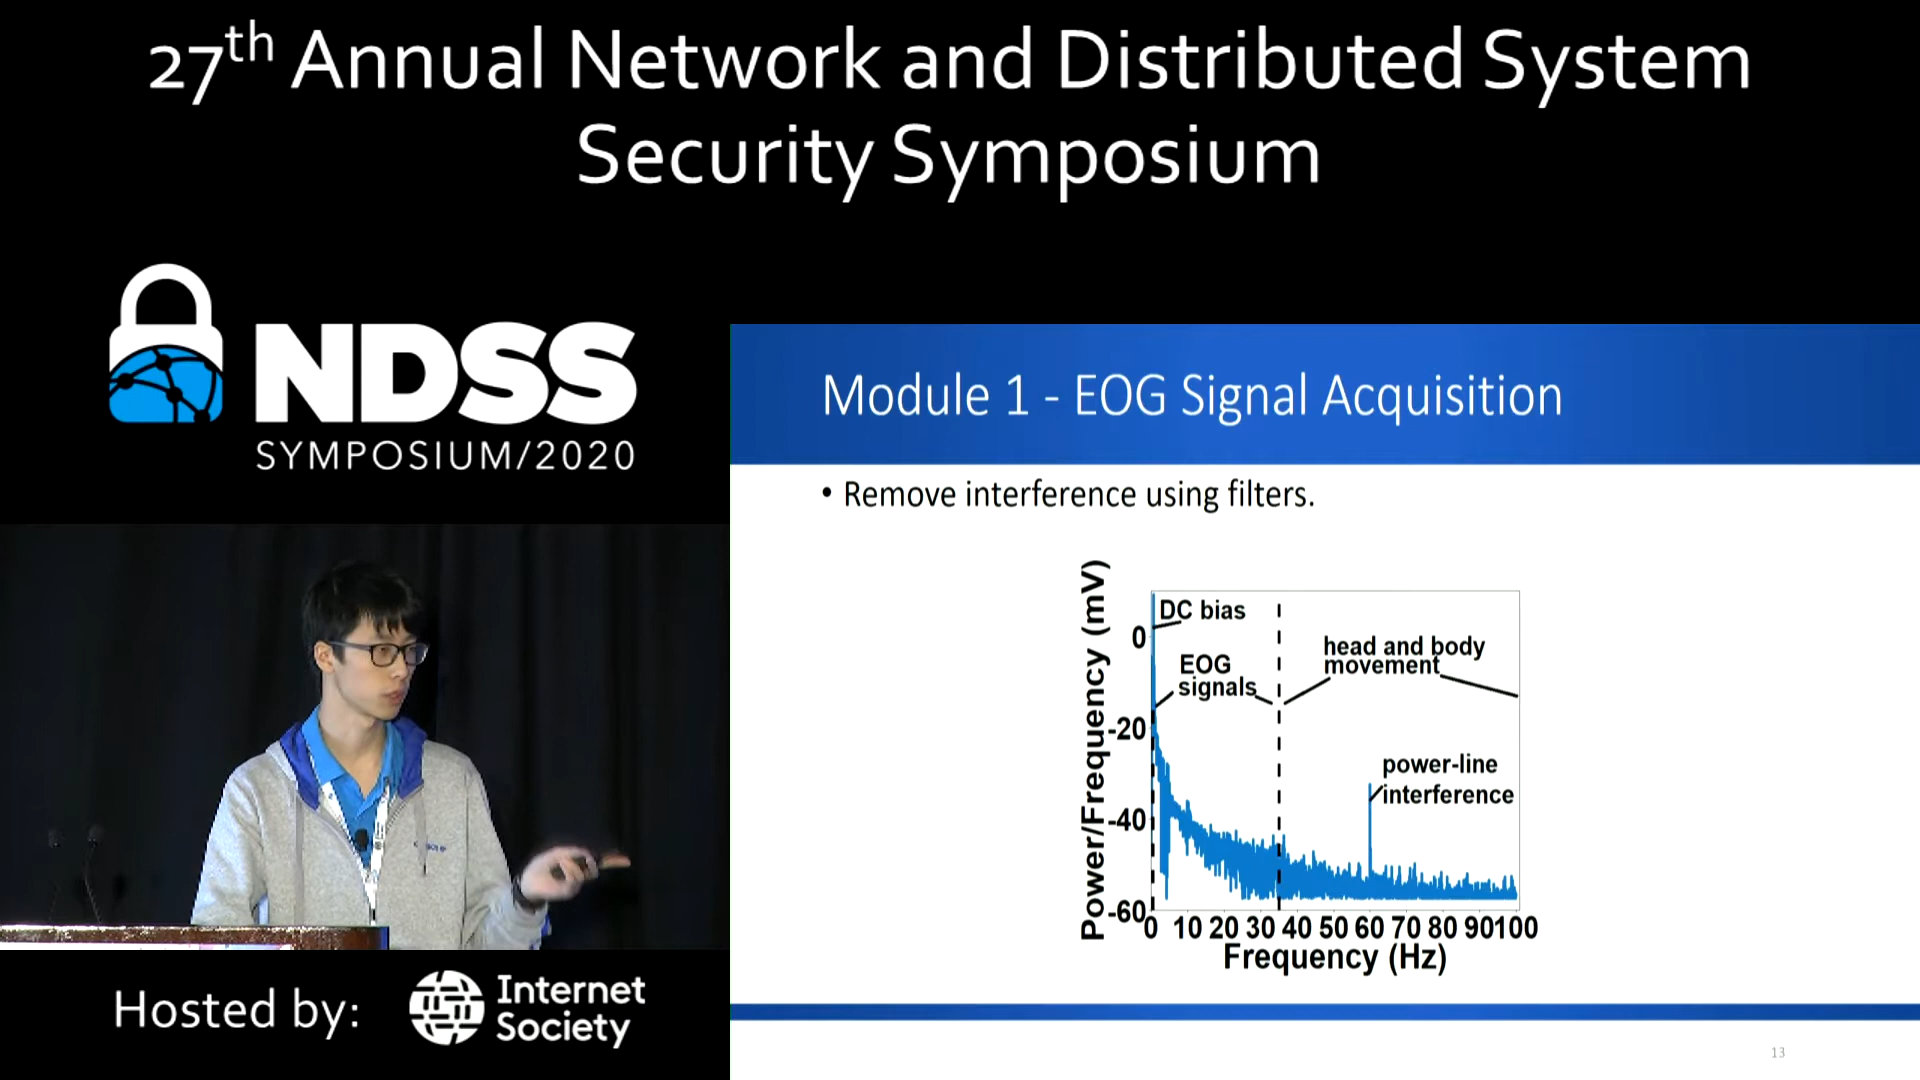 27th Annual Network and Distributed System
Security Symposium
NDSS
SYMPOSIUM/2020
Module 1 - EOG Signal Acquisition
• Remove interference using filters.
Power/Frequency (mV)
DC bias
0
EOG
signals
head and body
movement
-20
power-line
interference
-40
-60
0 10 20 30 40 50 60 70 80 90100
Frequency (Hz)
Hosted by:
Internet
Society
13